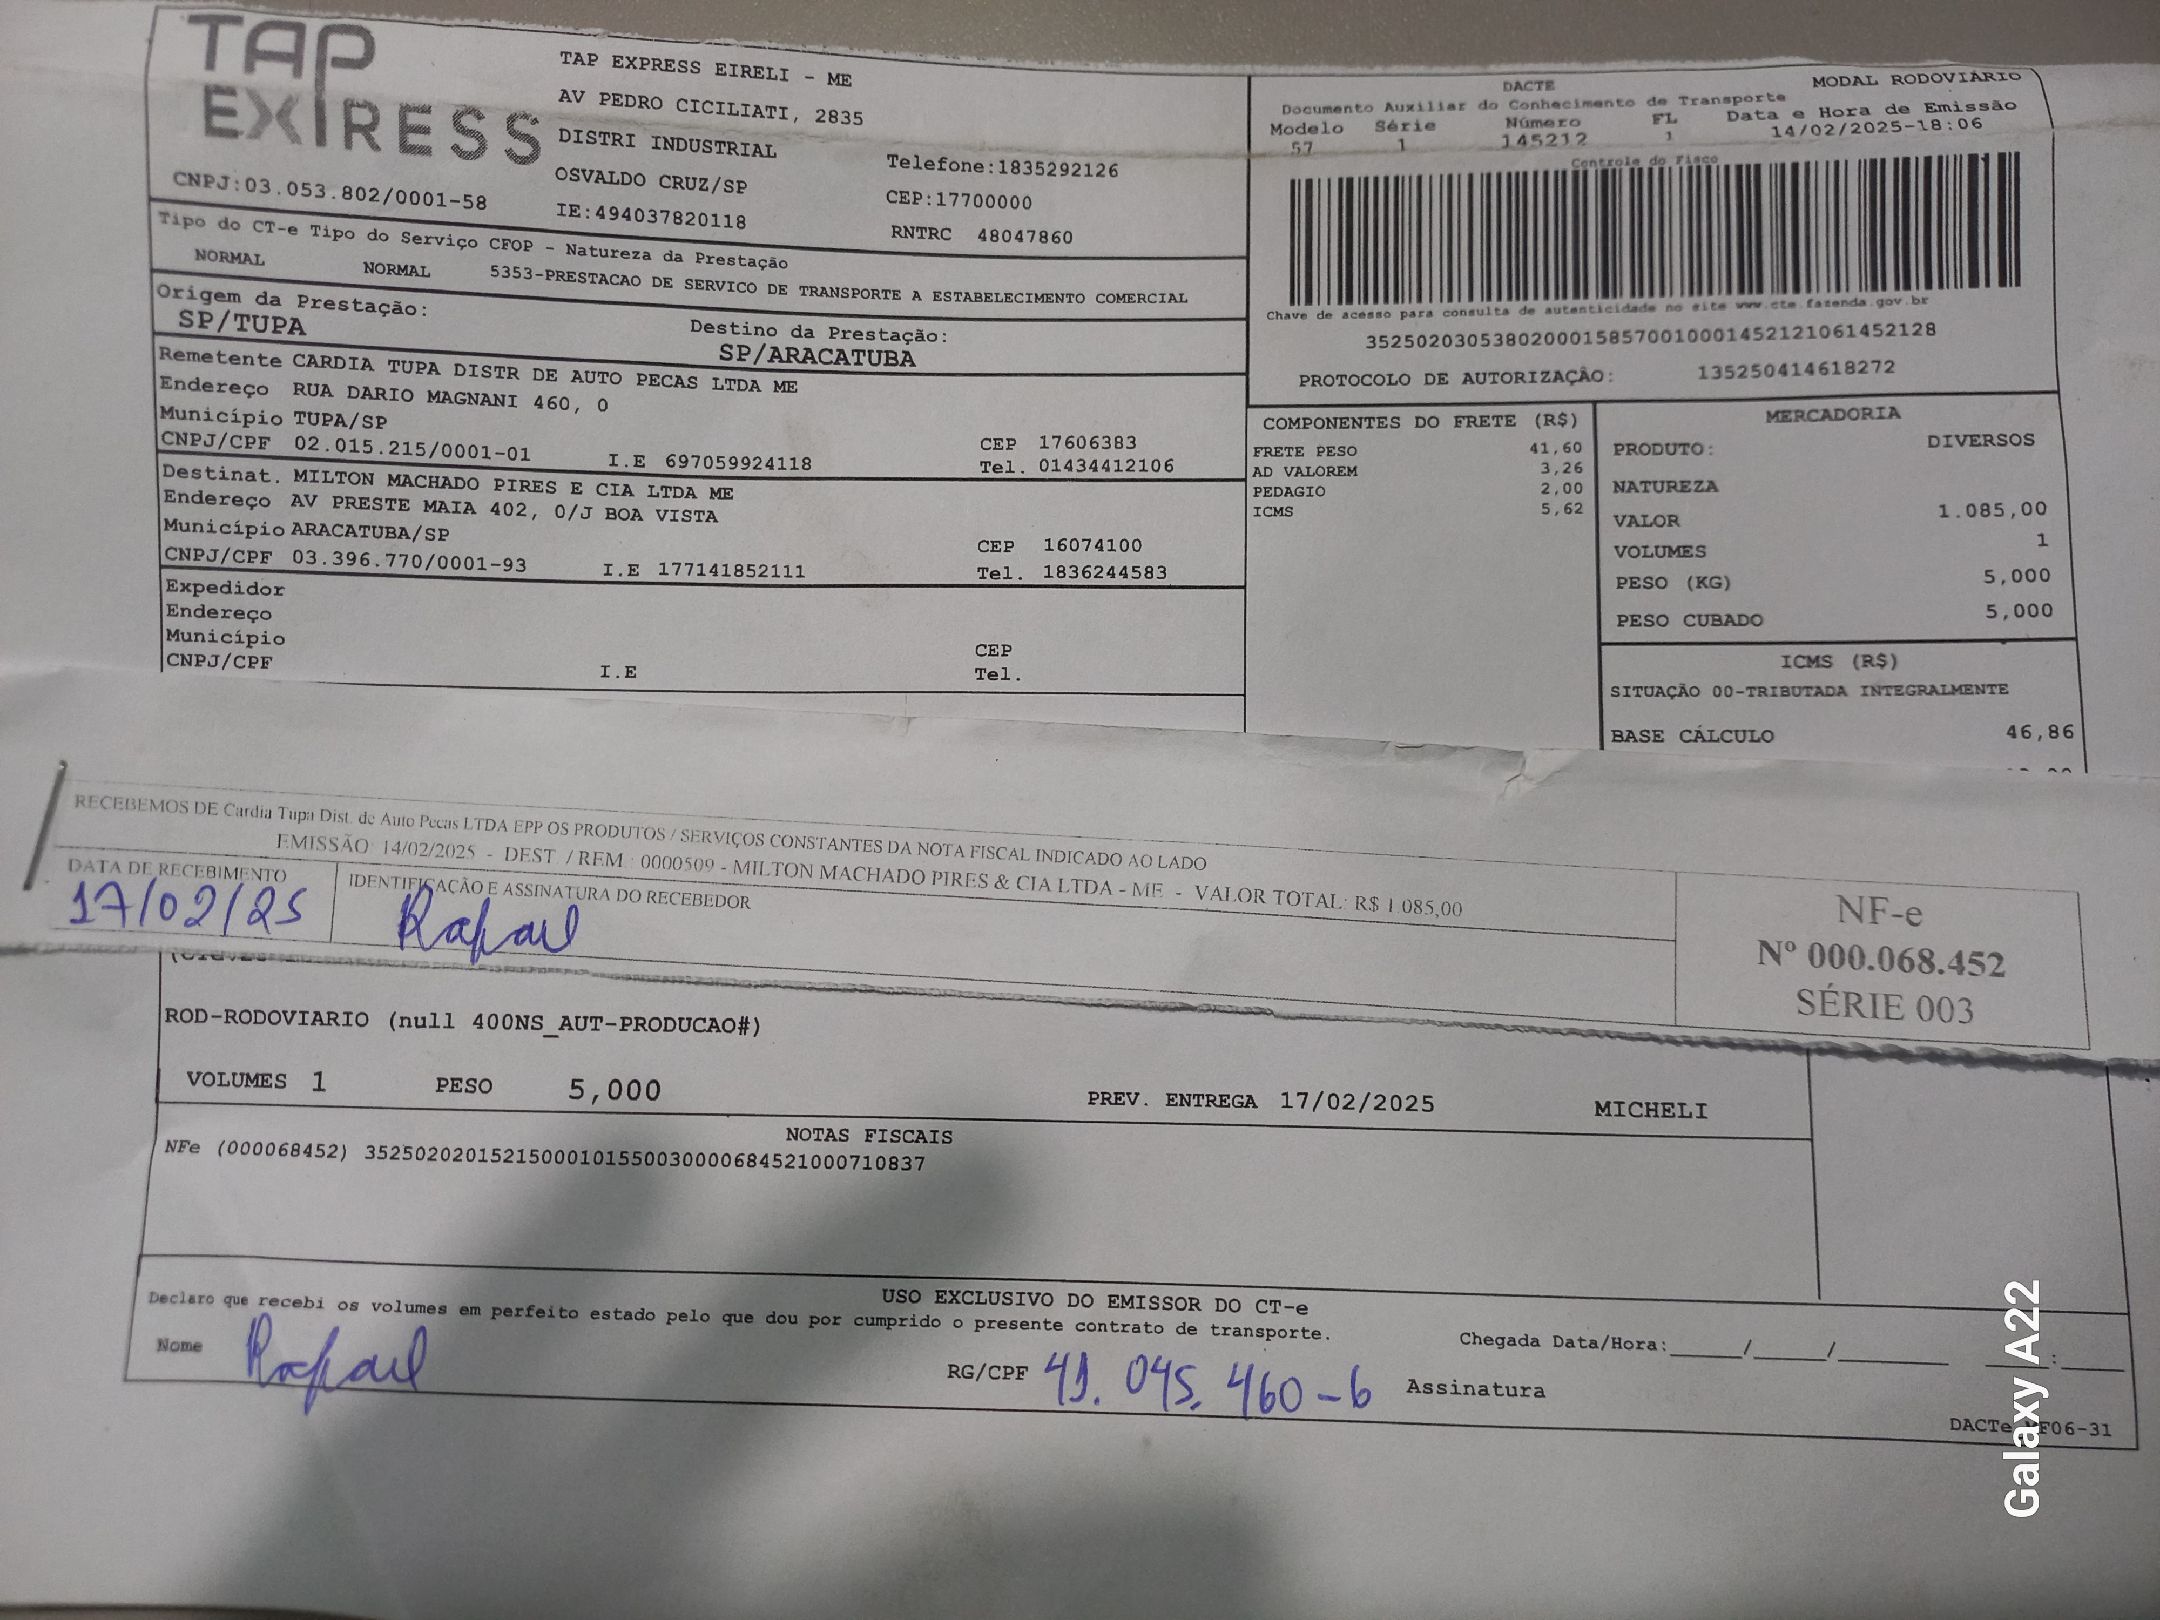 TAP EXPRESS
TAP EXPRESS EIRELI - ME
AV PEDRO CICILIATI, 2835
DISTRI INDUSTRIAL
OSVALDO CRUZ/SP
IE:494037820118
Telefone:1835292126
CEP:17700000
RNTRC 48047860
CNPJ:03.053.802/0001-58
DACTE
MODAL RODOVIÁRIO
Documento Auxiliar do Conhecimento de Transporte
Modelo Série Número FL Data e Hora de Emissão
57 1 145212 1 14/02/2025-18:06
Controle do Fisco
Chave de acesso para consulta de autenticidade no site www.cte.fazenda.gov.br
35250203053802000158570010001452121061452128
PROTOCOLO DE AUTORIZAÇÃO: 135250414618272
Tipo do CT-e Tipo do Serviço CFOP - Natureza da Prestação
NORMAL NORMAL 5353-PRESTACAO DE SERVICO DE TRANSPORTE A ESTABELECIMENTO COMERCIAL
Origem da Prestação:
SP/TUPA
Destino da Prestação:
SP/ARACATUBA
Remetente CARDIA TUPA DISTR DE AUTO PECAS LTDA ME
Endereço RUA DARIO MAGNANI 460, 0
Município TUPA/SP CEP 17606383
CNPJ/CPF 02.015.215/0001-01 I.E 697059924118 Tel. 01434412106
Destinat. MILTON MACHADO PIRES E CIA LTDA ME
Endereço AV PRESTE MAIA 402, 0/J BOA VISTA
Município ARACATUBA/SP CEP 16074100
CNPJ/CPF 03.396.770/0001-93 I.E 177141852111 Tel. 1836244583
Expedidor
Endereço
Município CEP
CNPJ/CPF I.E Tel.
COMPONENTES DO FRETE (R$)
FRETE PESO 41,60
AD VALOREM 3,26
PEDAGIO 2,00
ICMS 5,62
MERCADORIA
PRODUTO: DIVERSOS
NATUREZA
VALOR 1.085,00
VOLUMES 1
PESO (KG) 5,000
PESO CUBADO 5,000
ICMS (R$)
SITUAÇÃO 00-TRIBUTADA INTEGRALMENTE
BASE CÁLCULO 46,86
RECEBEMOS DE Cardia Tupa Dist. de Auto Pecas LTDA EPP OS PRODUTOS / SERVIÇOS CONSTANTES DA NOTA FISCAL INDICADO AO LADO
EMISSÃO: 14/02/2025 - DEST. / REM.: 0000509 - MILTON MACHADO PIRES & CIA LTDA - ME - VALOR TOTAL: R$ 1.085,00
DATA DE RECEBIMENTO
17/02/25
IDENTIFICAÇÃO E ASSINATURA DO RECEBEDOR
Rafael
NF-e
Nº 000.068.452
SÉRIE 003
ROD-RODOVIARIO (null 400NS_AUT-PRODUCAO#)
VOLUMES 1 PESO 5,000 PREV. ENTREGA 17/02/2025 MICHELI
NOTAS FISCAIS
NFe (000068452) 35250202015215000101550030000684521000710837
USO EXCLUSIVO DO EMISSOR DO CT-e
Declaro que recebi os volumes em perfeito estado pelo que dou por cumprido o presente contrato de transporte.
Nome Rafael
RG/CPF 41.045.460-6 Assinatura
Chegada Data/Hora:_____/_____/________ ____:____
DACTe
F06-31
Galaxy A22